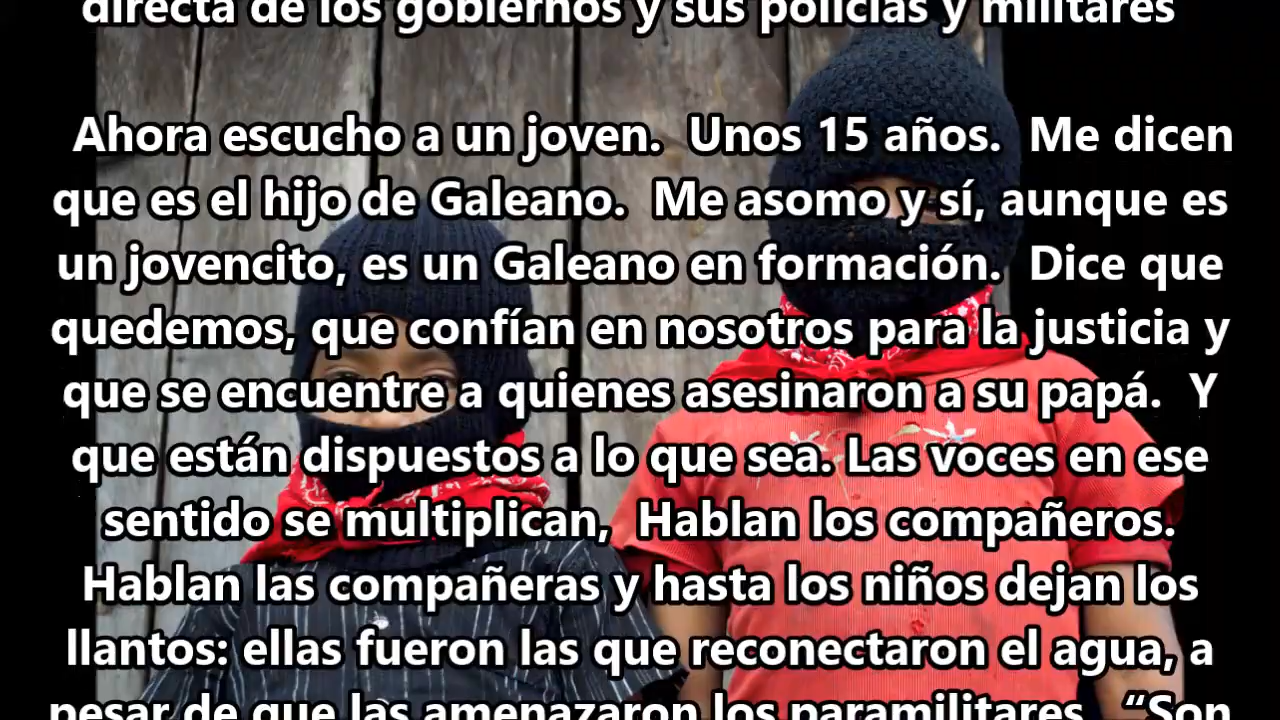 directa de los gobiernos y sus policías y militares
Ahora escucho a un joven.  Unos 15 años.  Me dicen
que es el hijo de Galeano.  Me asomo y sí, aunque es
un jovencito, es un Galeano en formación.  Dice que
quedemos, que confían en nosotros para la justicia y
que se encuentre a quienes asesinaron a su papá.  Y
que están dispuestos a lo que sea. Las voces en ese
sentido se multiplican,  Hablan los compañeros.
Hablan las compañeras y hasta los niños dejan los
llantos: ellas fueron las que reconectaron el agua, a
pesar de que las amenazaron los paramilitares.  “Son